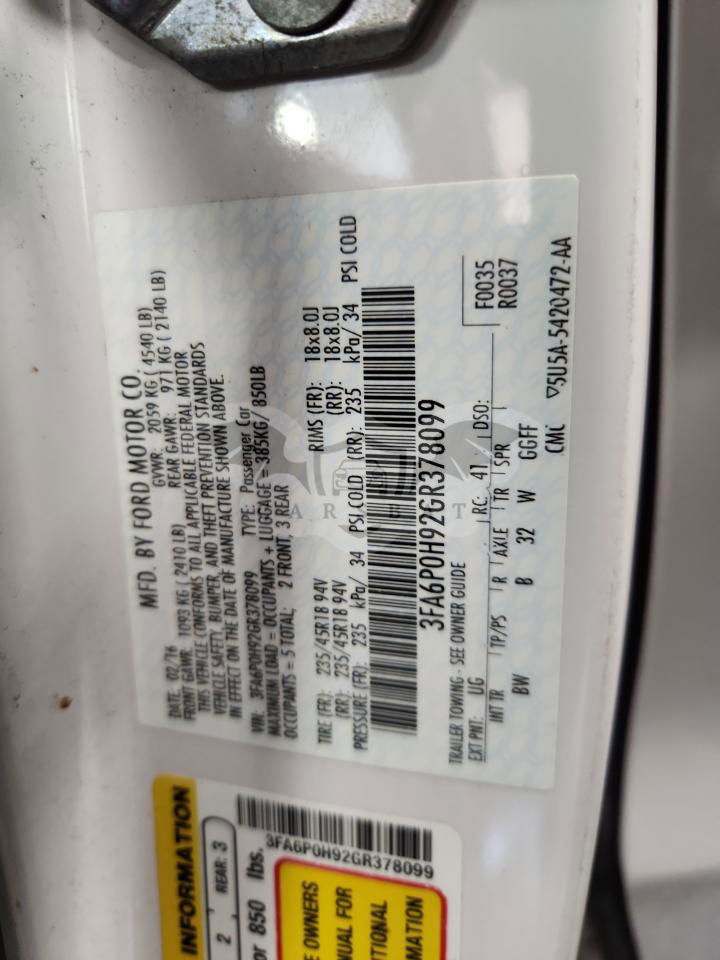 MFD. BY FORD MOTOR CO.
DATE: 02/16 GVWR: 2059 KG ( 4540 LB)
FRONT GAWR: 1093 KG ( 2410 LB) REAR GAWR: 971 KG ( 2140 LB)
THIS VEHICLE CONFORMS TO ALL APPLICABLE FEDERAL MOTOR
VEHICLE SAFETY, BUMPER, AND THEFT PREVENTION STANDARDS
IN EFFECT ON THE DATE OF MANUFACTURE SHOWN ABOVE.
VIN: 3FA6P0H92GR378099 TYPE: Passenger Car
MAXIMUM LOAD = OCCUPANTS + LUGGAGE = 385KG/ 850LB
OCCUPANTS = 5 TOTAL; 2 FRONT, 3 REAR
TIRE (FR): 235/45R18 94V RIMS (FR): 18x8.0J
(RR): 235/45R18 94V (RR): 18x8.0J
PRESSURE (FR): 235 kPa/ 34 PSI COLD (RR): 235 kPa/ 34 PSI COLD
3FA6P0H92GR378099
TRAILER TOWING - SEE OWNER GUIDE
F0035
R0037
EXT PNT: UG RC: 41 DSO:
INT TR TP/PS R AXLE TR SPR
BW B 32 W GGFF
CMC ▽5U5A-5420472-AA
INFORMATION
2 REAR: 3
or 850 lbs.
3FA6P0H92GR378099
E OWNERS
NUAL FOR
ITIONAL
RMATION